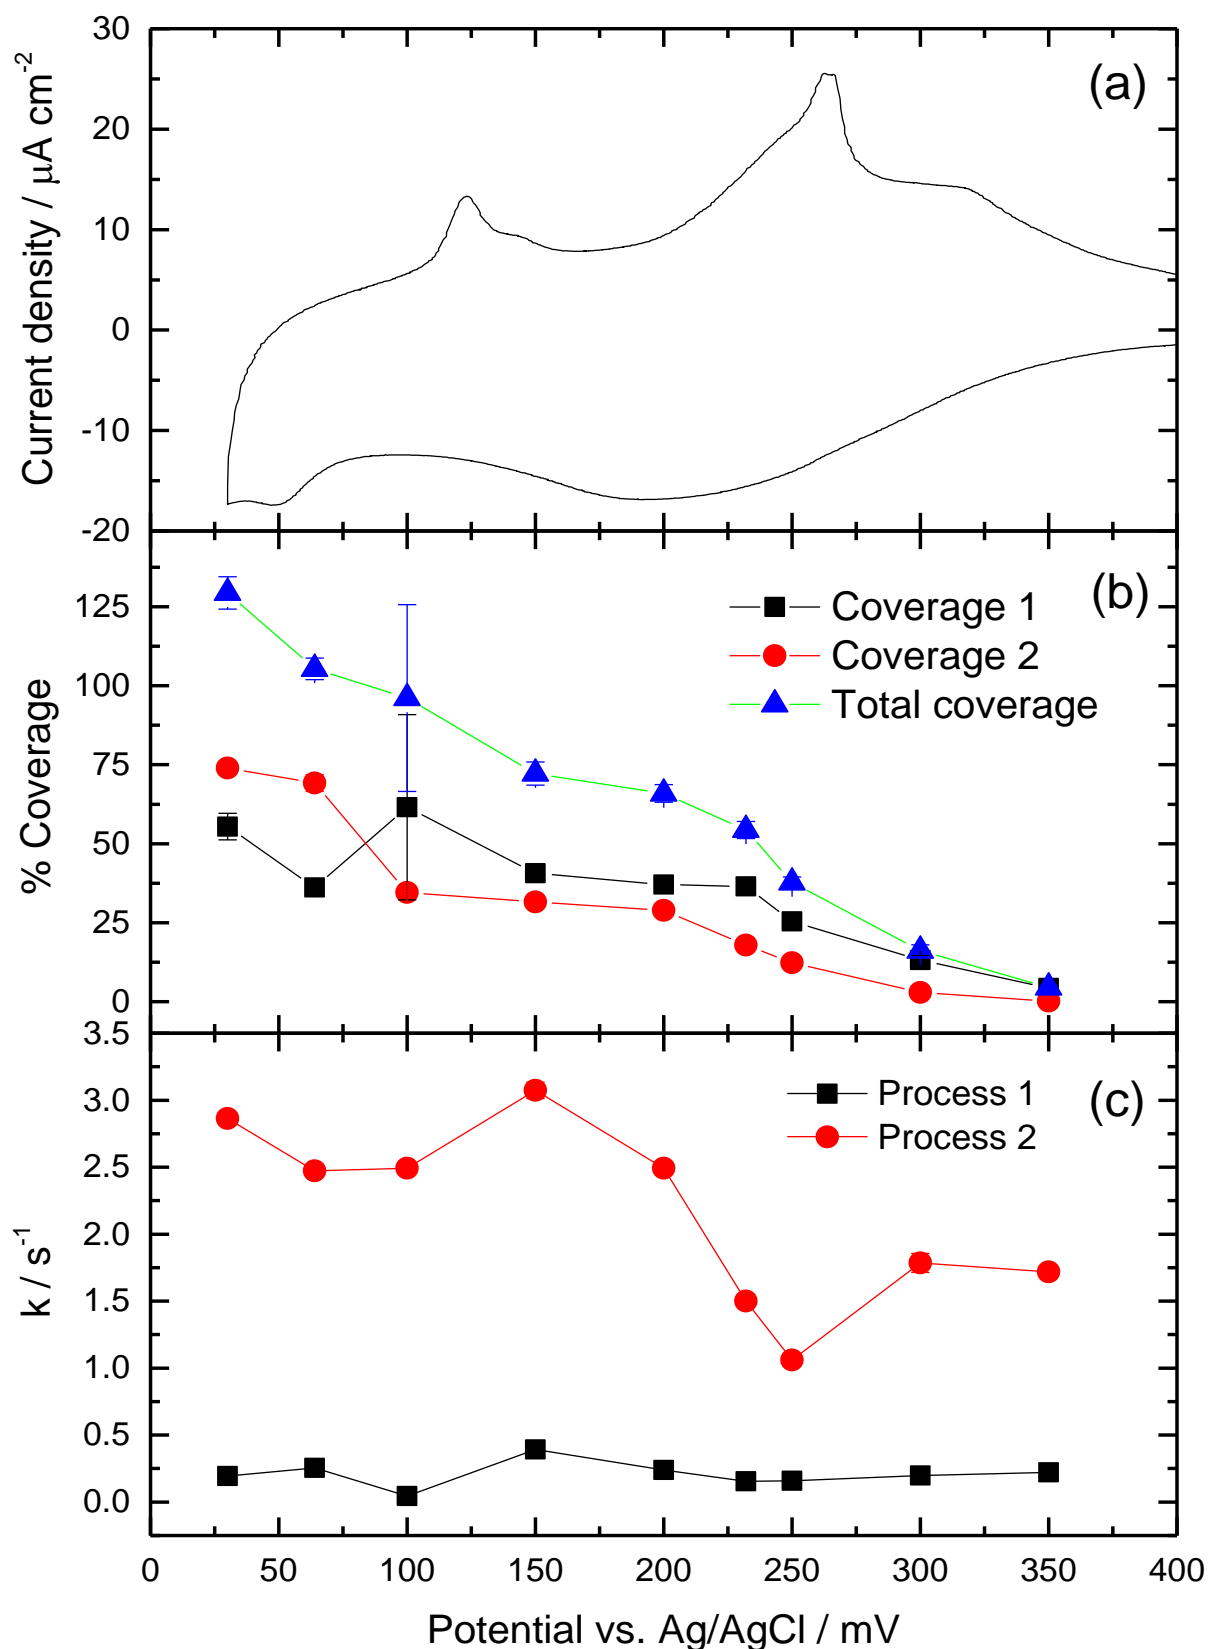 30
(a)
20
10
0
-10
-20
Current density / μA cm-2
(b)
125
100
75
50
25
0
% Coverage
Coverage 1
Coverage 2
Total coverage
3.5
(c)
3.0
2.5
2.0
1.5
1.0
0.5
0.0
k / s-1
Process 1
Process 2
0 50 100 150 200 250 300 350 400
Potential vs. Ag/AgCl / mV